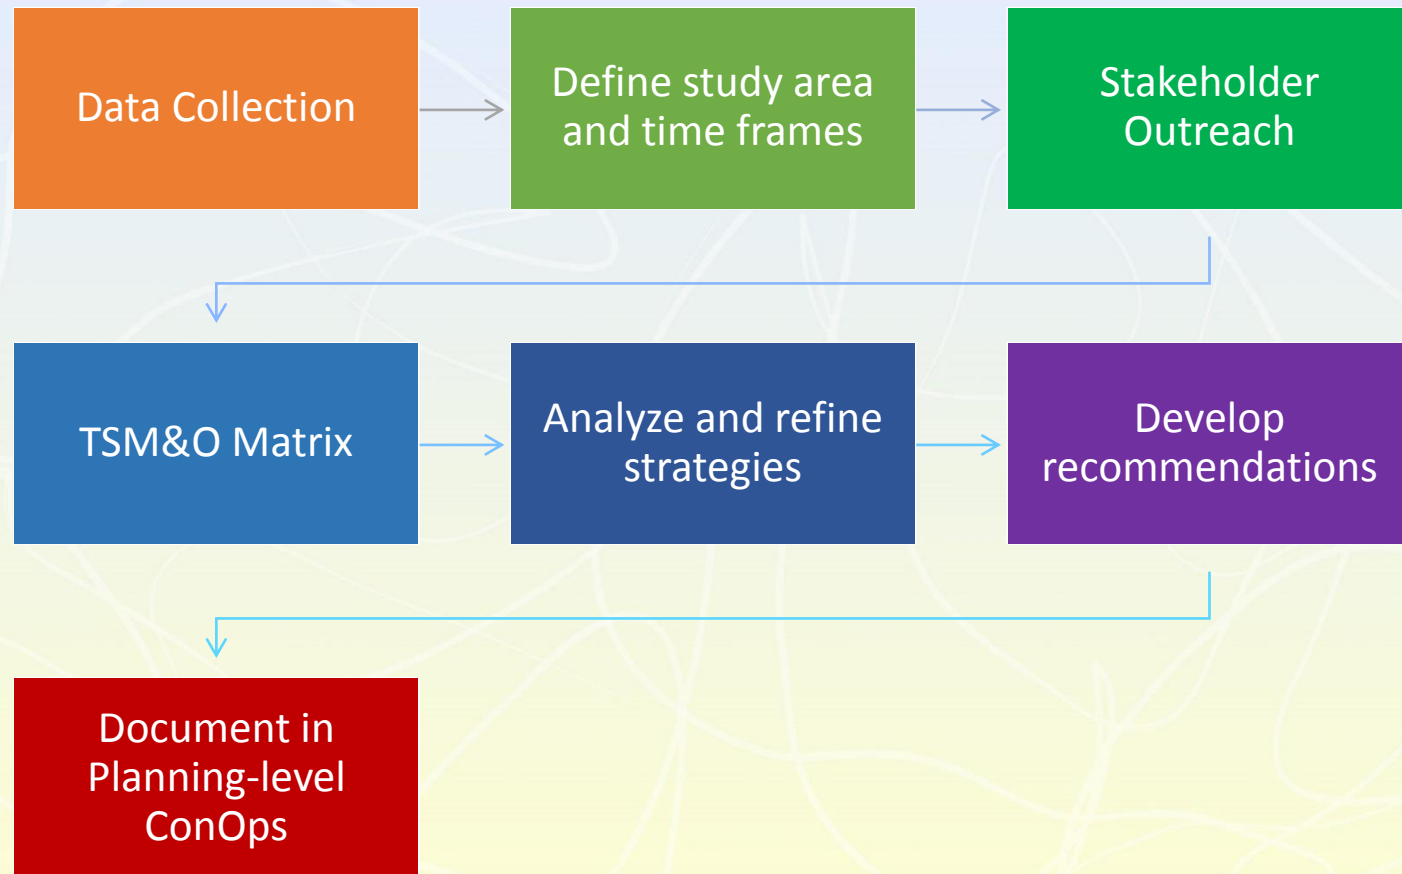 Data Collection
Define study area
and time frames
Stakeholder
Outreach
TSM&O Matrix
Analyze and refine
strategies
Develop
recommendations
Document in
Planning-level
ConOps